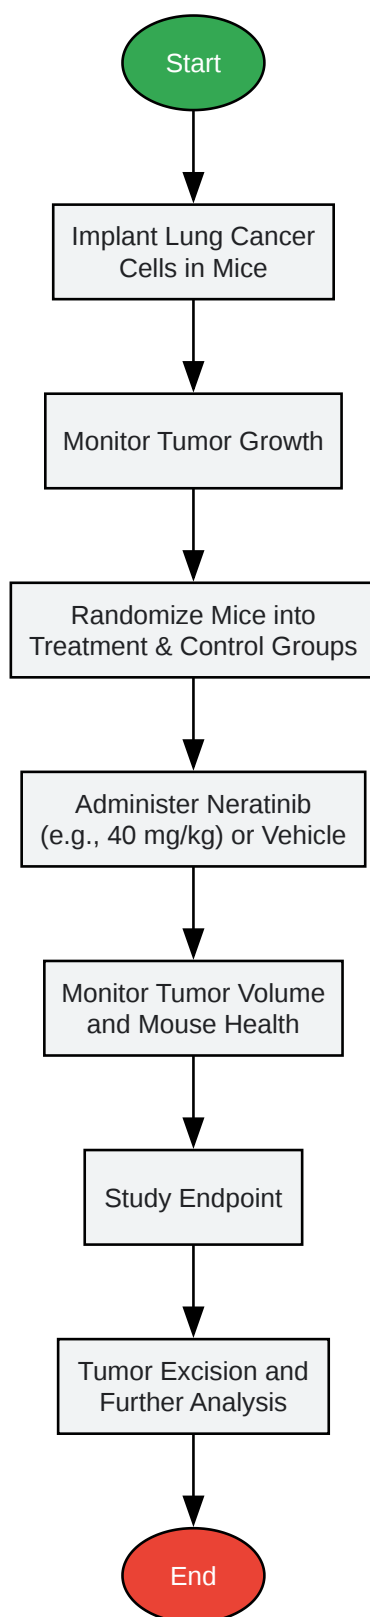 Start
Implant Lung Cancer
Cells in Mice
Monitor Tumor Growth
Randomize Mice into
Treatment & Control Groups
Administer Neratinib
(e.g., 40 mg/kg) or Vehicle
Monitor Tumor Volume
and Mouse Health
Study Endpoint
Tumor Excision and
Further Analysis
End